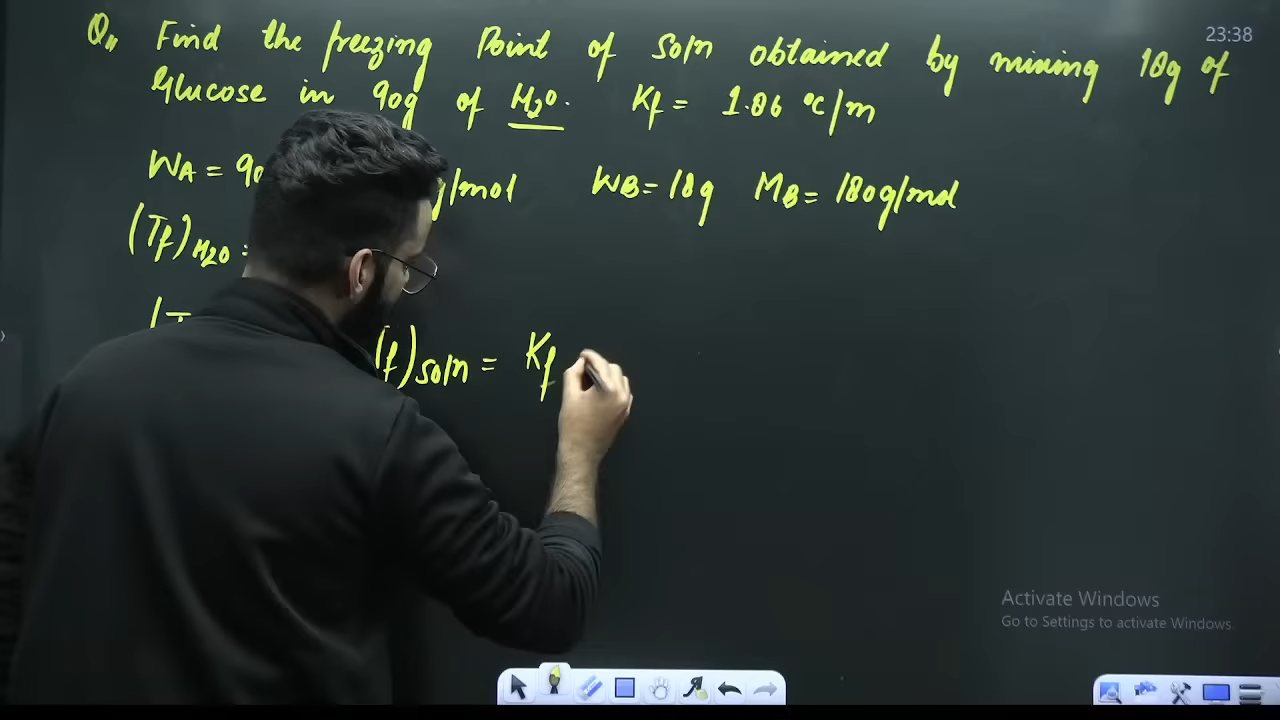 Q,, Find the freezing Point of Soln obtained by mixing 18g of
23:38
Glucose in 90g of H2O. Kf = 1.86 °C/m
WA = 90 g/mol WB = 18g MB = 180g/mol
(Tf)H2O =
f)soln = Kf
Activate Windows
Go to Settings to activate Windows.